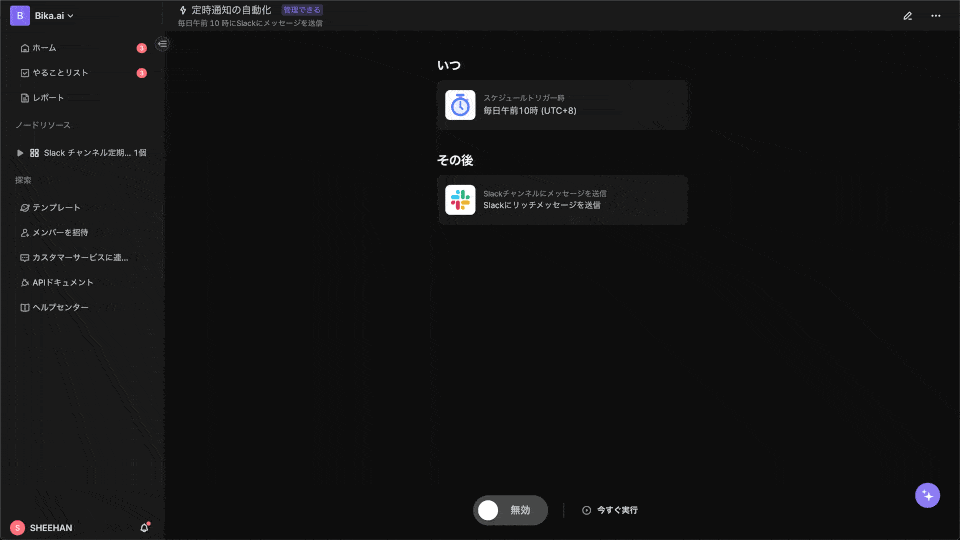 B Bika.ai
ホーム
やることリスト
レポート
ノードリソース
Slack チャンネル定期... 1個
探索
テンプレート
メンバーを招待
カスタマーサービスに連...
APIドキュメント
ヘルプセンター
S SHEEHAN
定時通知の自動化 管理できる
毎日午前 10 時にSlackにメッセージを送信
いつ
スケジュールトリガー時
毎日午前10時 (UTC+8)
その後
Slackチャンネルにメッセージを送信
Slackにリッチメッセージを送信
無効
今すぐ実行